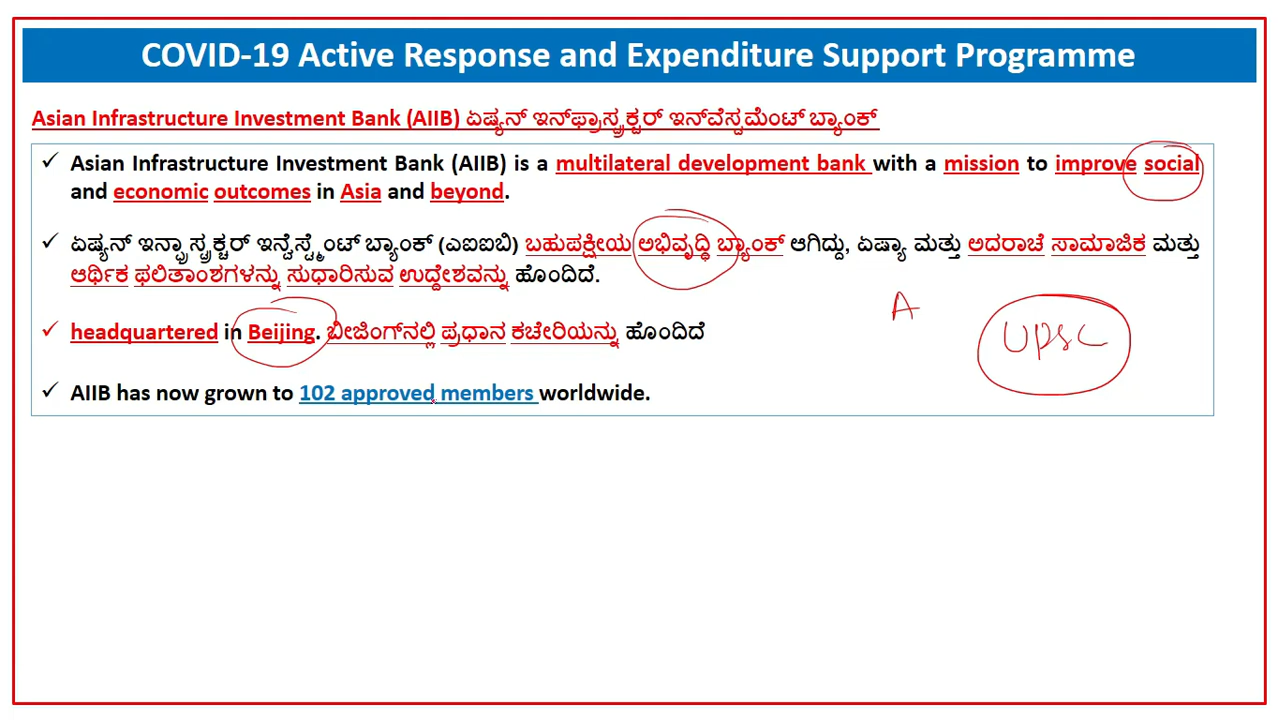 COVID-19 Active Response and Expenditure Support Programme
Asian Infrastructure Investment Bank (AIIB) ಏಷ್ಯನ್ ಇನ್‌ಫ್ರಾಸ್ಟ್ರಕ್ಚರ್ ಇನ್‌ವೆಸ್ಟಮೆಂಟ್ ಬ್ಯಾಂಕ್
✓ Asian Infrastructure Investment Bank (AIIB) is a multilateral development bank with a mission to improve social
and economic outcomes in Asia and beyond.
✓ ಏಷ್ಯನ್ ಇನ್ಫ್ರಾಸ್ಟ್ರಕ್ಚರ್ ಇನ್ವೆಸ್ಟ್ಮೆಂಟ್ ಬ್ಯಾಂಕ್ (ಎಐಐಬಿ) ಬಹುಪಕ್ಷೀಯ ಅಭಿವೃದ್ಧಿ ಬ್ಯಾಂಕ್ ಆಗಿದ್ದು, ಏಷ್ಯಾ ಮತ್ತು ಅದರಾಚೆ ಸಾಮಾಜಿಕ ಮತ್ತು
ಆರ್ಥಿಕ ಫಲಿತಾಂಶಗಳನ್ನು ಸುಧಾರಿಸುವ ಉದ್ದೇಶವನ್ನು ಹೊಂದಿದೆ.
A
✓ headquartered in Beijing. ಬೀಜಿಂಗ್‌ನಲ್ಲಿ ಪ್ರಧಾನ ಕಚೇರಿಯನ್ನು ಹೊಂದಿದೆ
UPSC
✓ AIIB has now grown to 102 approved members worldwide.